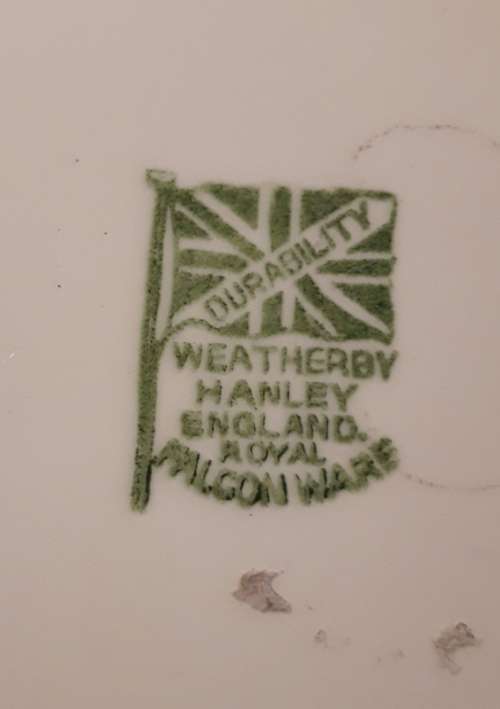 DURABILITY
WEATHERBY
HANLEY
ENGLAND.
ROYAL
FALCON WARE